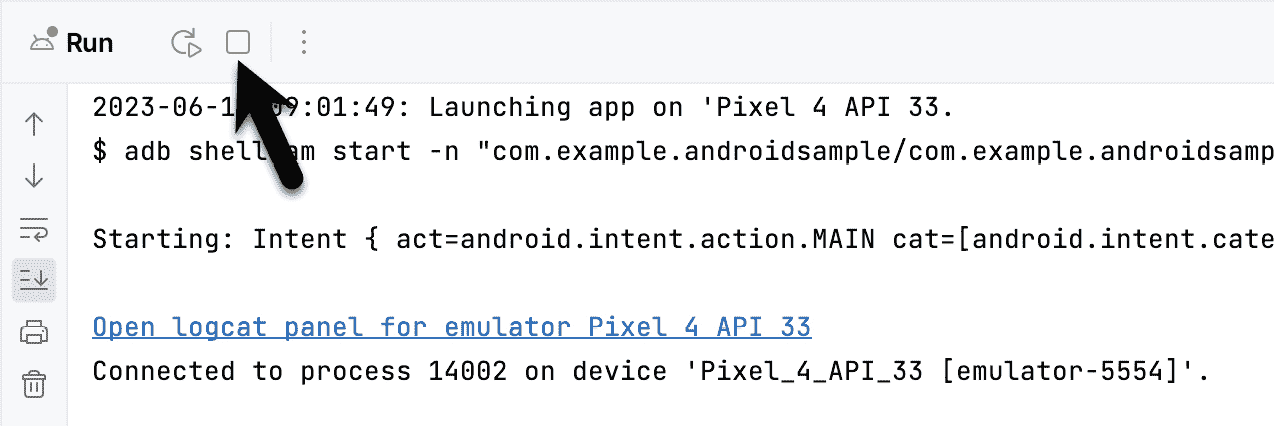 Run
2023-06-1 09:01:49: Launching app on 'Pixel 4 API 33.
$ adb shell am start -n "com.example.androidsample/com.example.androidsamp
Starting: Intent { act=android.intent.action.MAIN cat=[android.intent.cate
Open logcat panel for emulator Pixel 4 API 33
Connected to process 14002 on device 'Pixel_4_API_33 [emulator-5554]'.